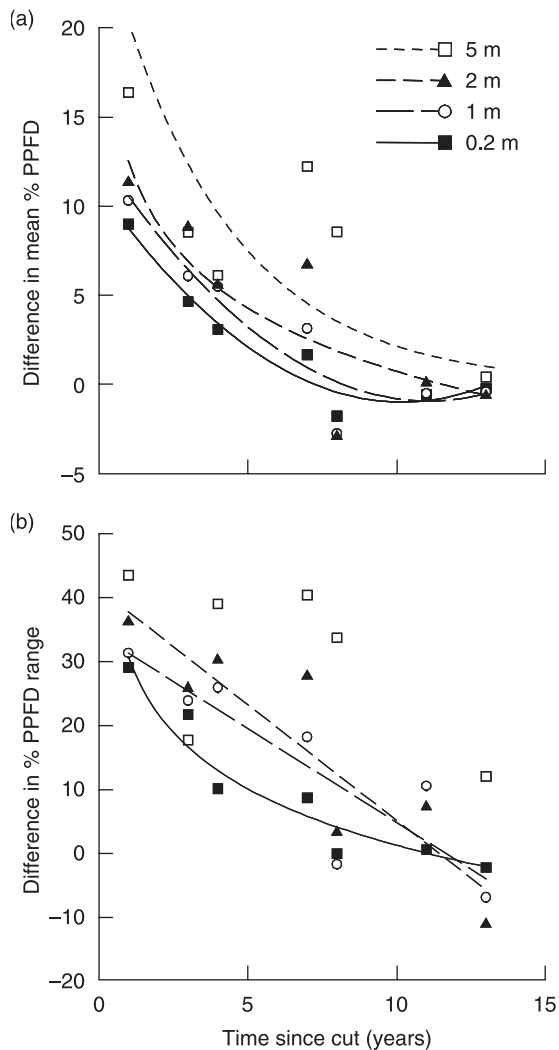 (a)
20
15
10
5
0
−5
Difference in mean % PPFD
5 m
2 m
1 m
0.2 m
(b)
50
40
30
20
10
0
−10
−20
Difference in % PPFD range
0 5 10 15
Time since cut (years)